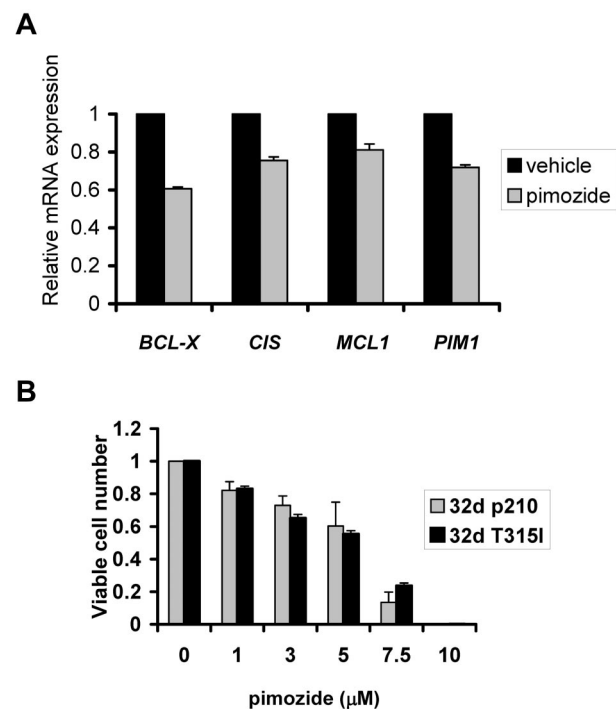 A
Relative mRNA expression
1
0.8
0.6
0.4
0.2
0
BCL-X CIS MCL1 PIM1
vehicle
pimozide
B
Viable cell number
1.2
1
0.8
0.6
0.4
0.2
0
0 1 3 5 7.5 10
pimozide (μM)
32d p210
32d T315I